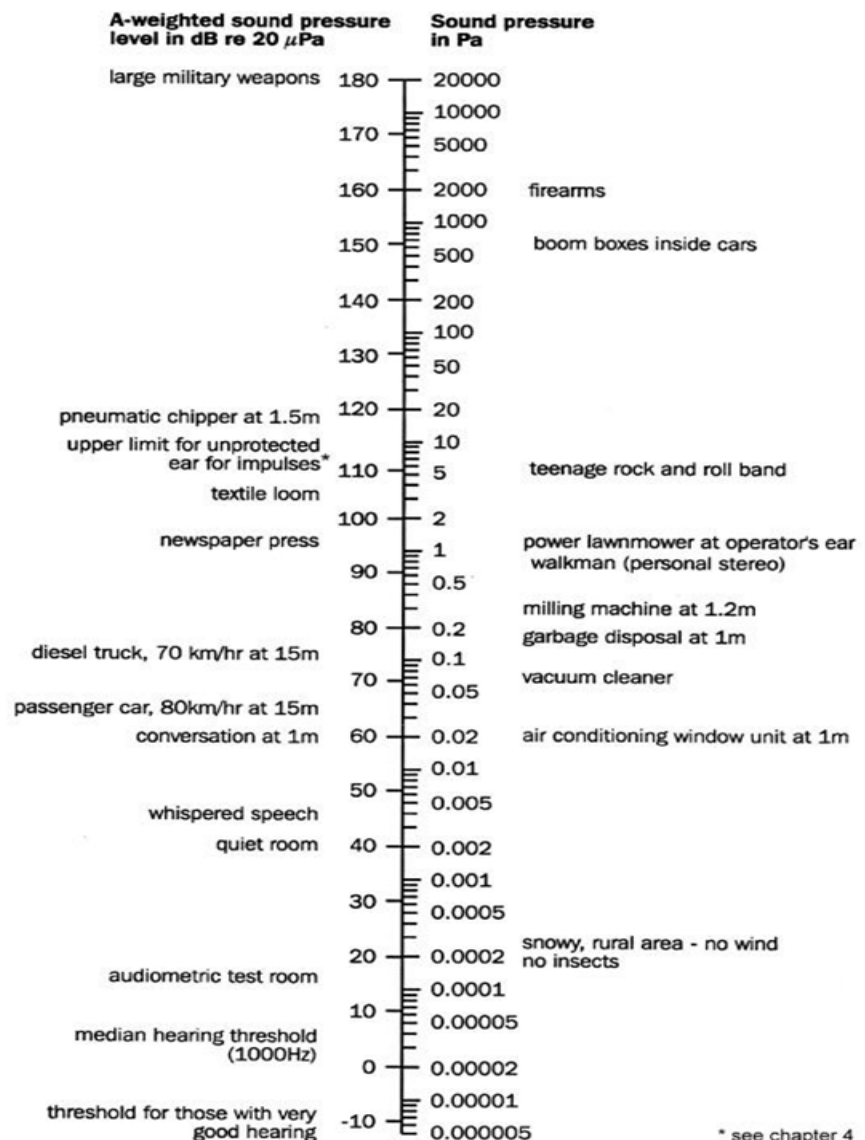 A-weighted sound pressure
level in dB re 20 μPa
Sound pressure
in Pa
large military weapons 180 20000
10000
170
5000
160 2000 firearms
1000
150 boom boxes inside cars
500
140 200
100
130
50
pneumatic chipper at 1.5m 120 20
upper limit for unprotected
ear for impulses*
10
110 5 teenage rock and roll band
textile loom
100 2
newspaper press
1 power lawnmower at operator's ear
walkman (personal stereo)
90
0.5
milling machine at 1.2m
80 0.2
garbage disposal at 1m
diesel truck, 70 km/hr at 15m 0.1
70 vacuum cleaner
0.05
passenger car, 80km/hr at 15m
conversation at 1m 60 0.02 air conditioning window unit at 1m
0.01
50
0.005
whispered speech
quiet room 40 0.002
0.001
30
0.0005
20 0.0002 snowy, rural area - no wind
no insects
audiometric test room
0.0001
10
0.00005
median hearing threshold
(1000Hz)
0 0.00002
0.00001
threshold for those with very
good hearing
-10
0.000005
* see chapter 4